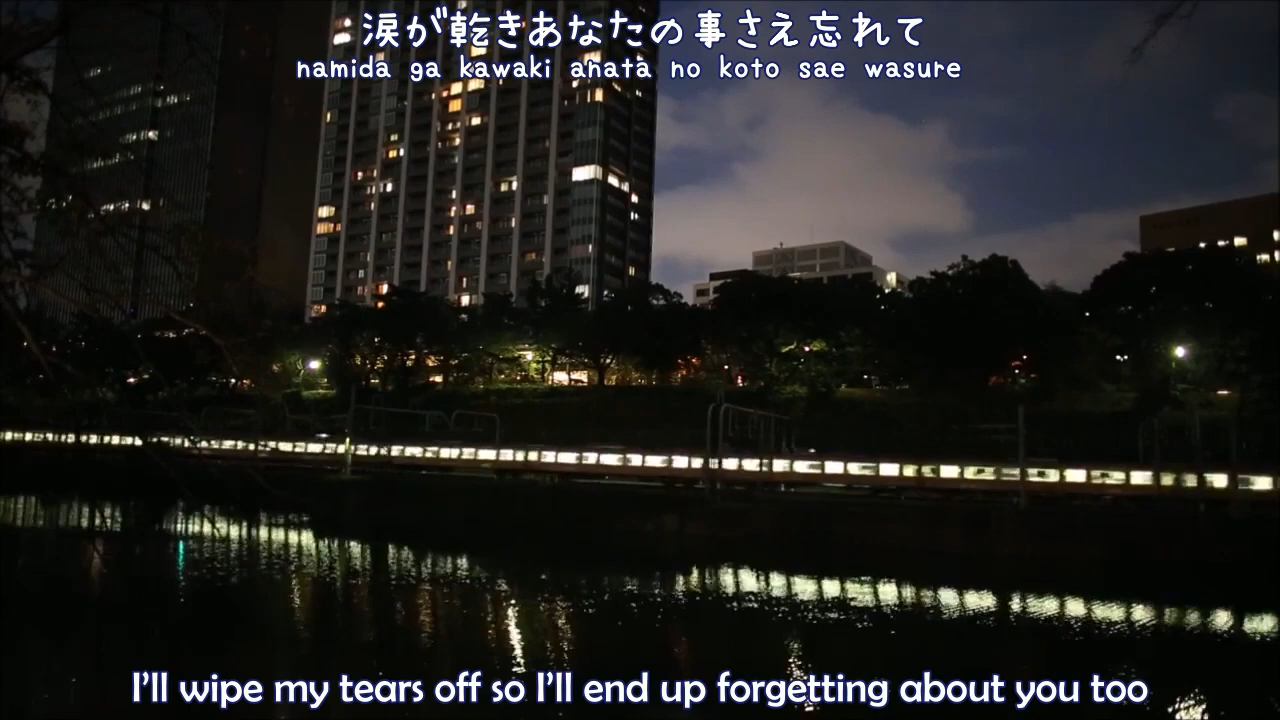 涙が乾きあなたの事さえ忘れて
namida ga kawaki anata no koto sae wasure
I'll wipe my tears off so I'll end up forgetting about you too